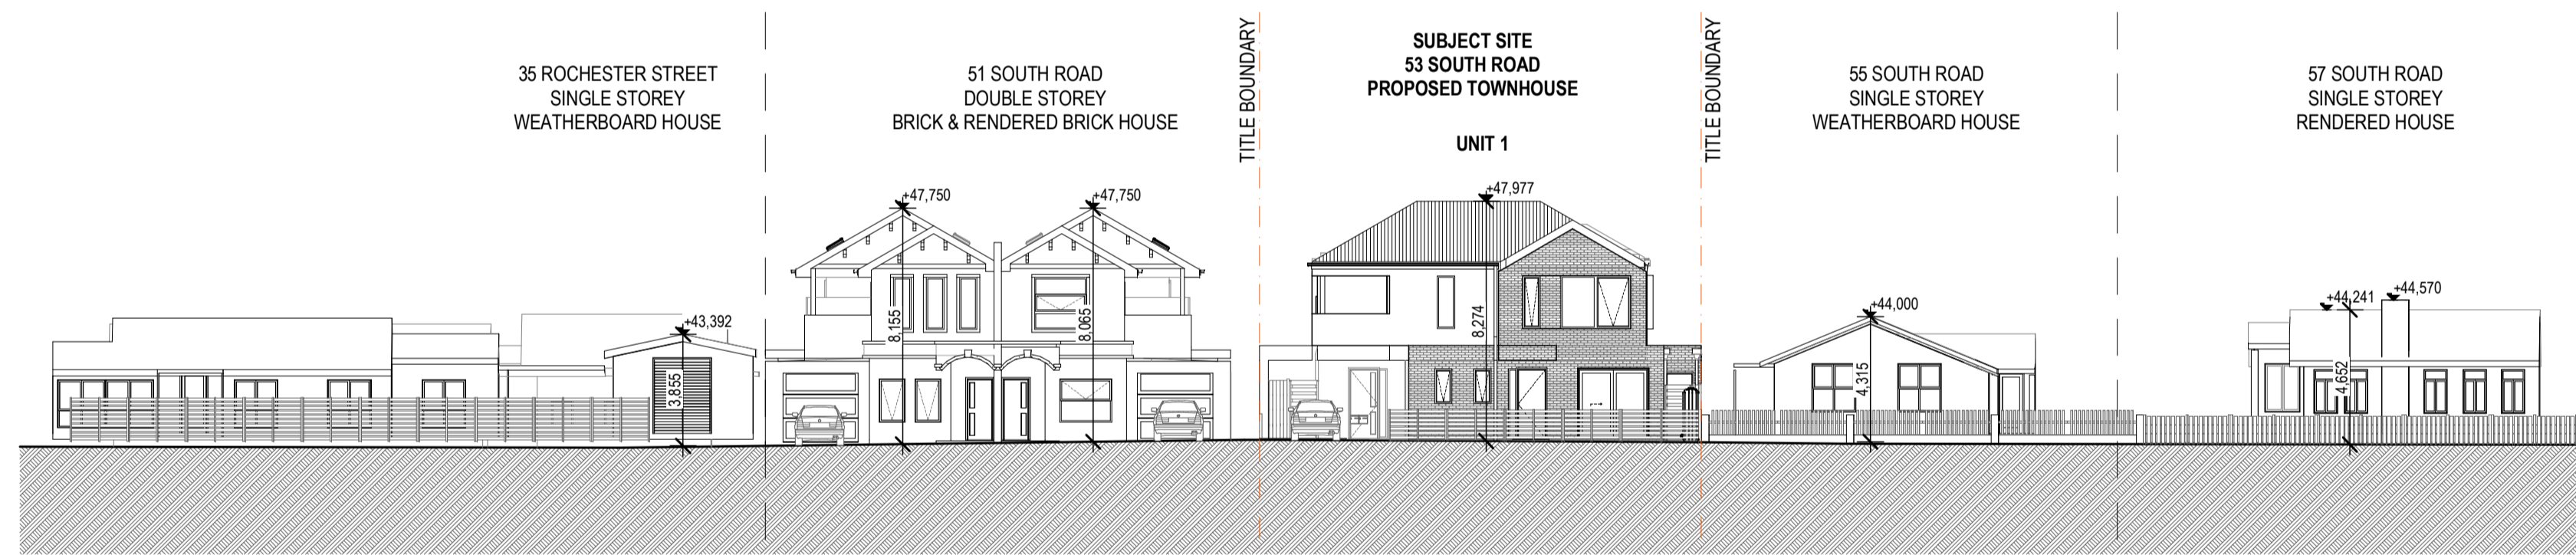 35 ROCHESTER STREET
SINGLE STOREY
WEATHERBOARD HOUSE
51 SOUTH ROAD
DOUBLE STOREY
BRICK & RENDERED BRICK HOUSE
TITLE BOUNDARY
SUBJECT SITE
53 SOUTH ROAD
PROPOSED TOWNHOUSE
UNIT 1
TITLE BOUNDARY
55 SOUTH ROAD
SINGLE STOREY
WEATHERBOARD HOUSE
57 SOUTH ROAD
SINGLE STOREY
RENDERED HOUSE
+43,392
3,855
+47,750
8,155
+47,750
8,065
+47,977
8,274
+44,000
4,315
+44,241
+44,570
4,652